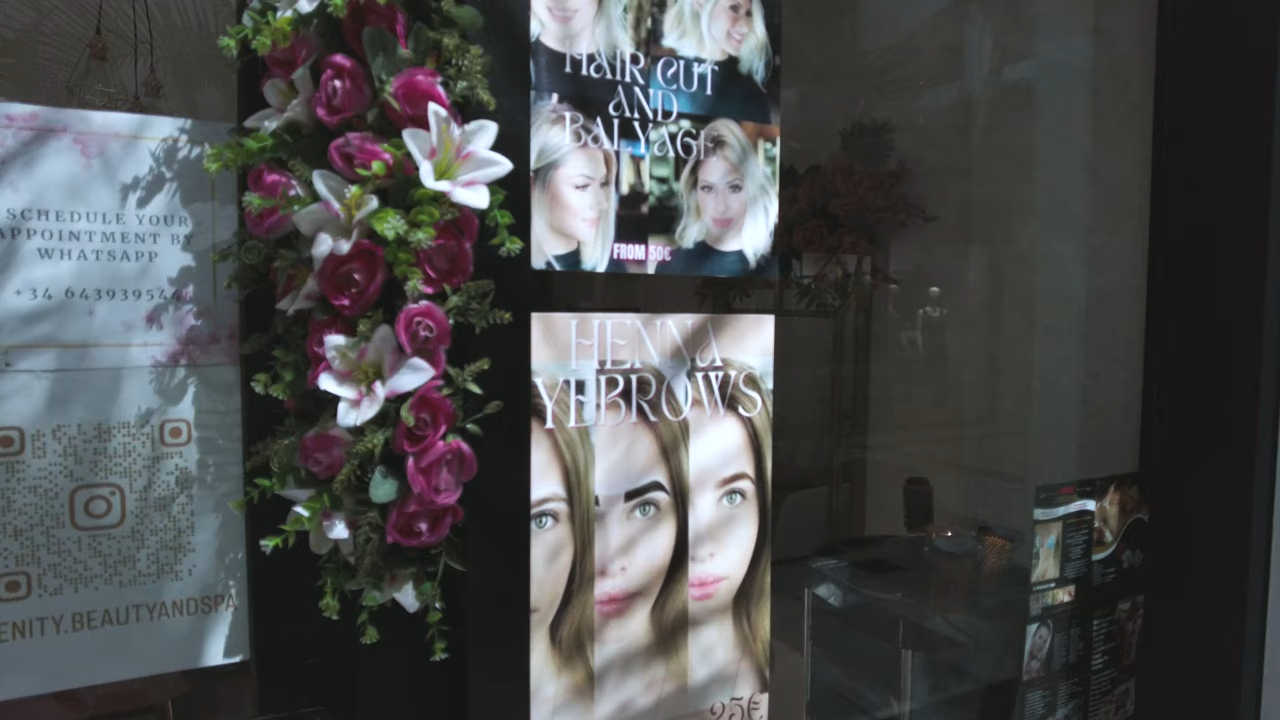 SCHEDULE YOUR
APPOINTMENT BY
WHATSAPP
+34 643939544
ENITY.BEAUTYANDSPA
HAIR CUT
AND
BALYAGE
FROM 50€
HENNA
YEBROWS
25€